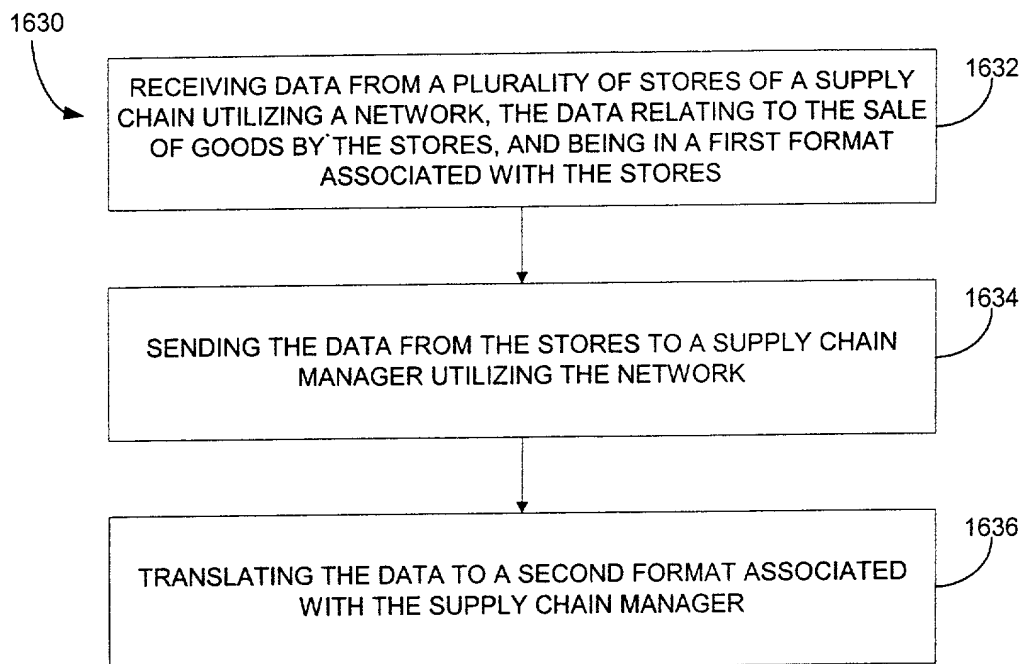 1630
1632
RECEIVING DATA FROM A PLURALITY OF STORES OF A SUPPLY
CHAIN UTILIZING A NETWORK, THE DATA RELATING TO THE SALE
OF GOODS BY THE STORES, AND BEING IN A FIRST FORMAT
ASSOCIATED WITH THE STORES
1634
SENDING THE DATA FROM THE STORES TO A SUPPLY CHAIN
MANAGER UTILIZING THE NETWORK
1636
TRANSLATING THE DATA TO A SECOND FORMAT ASSOCIATED
WITH THE SUPPLY CHAIN MANAGER